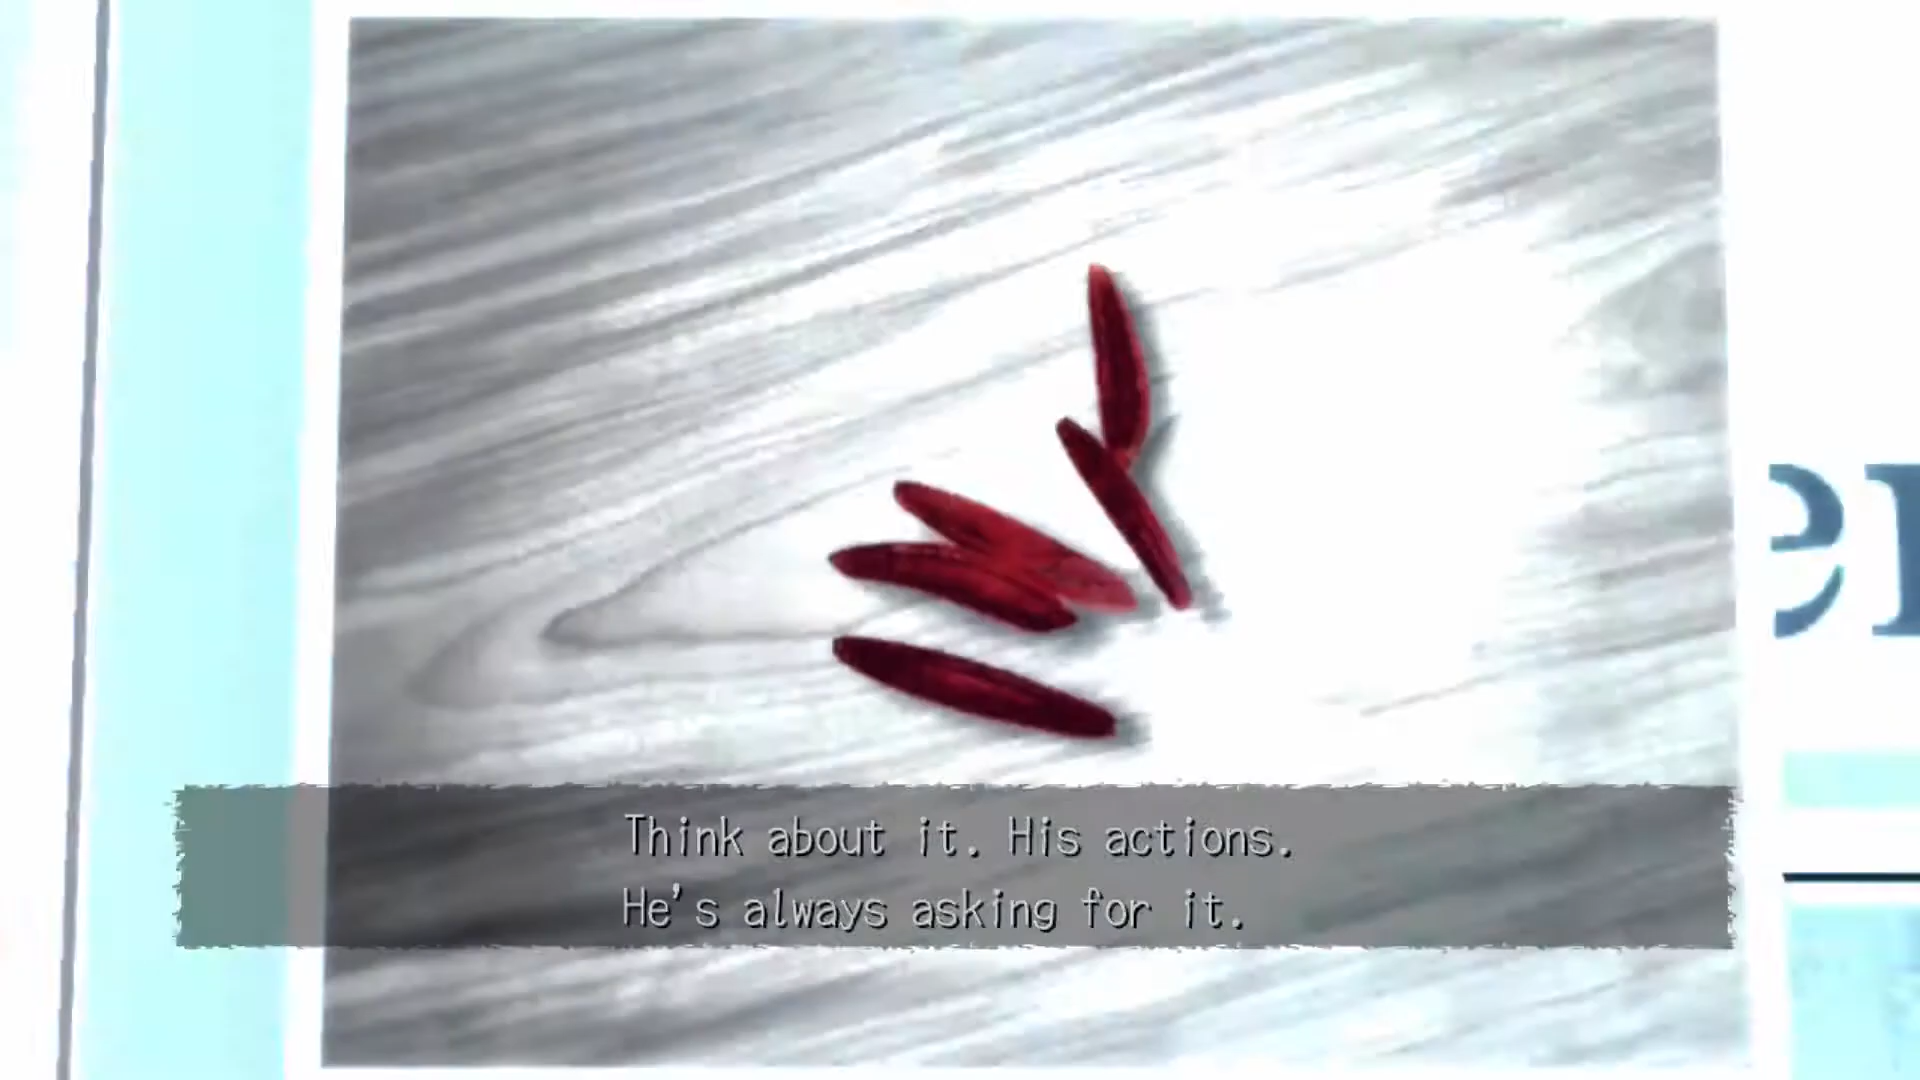 Think about it. His actions.
He's always asking for it.